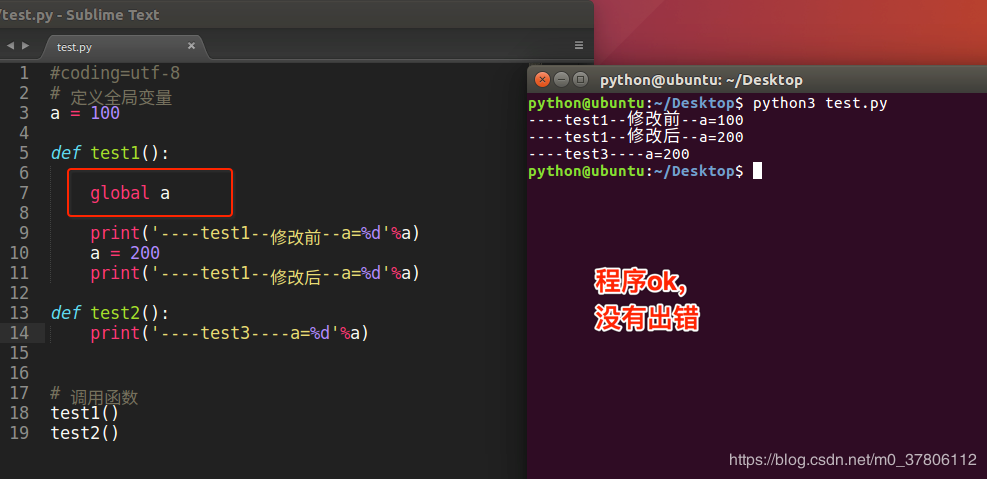 /test.py - Sublime Text
test.py
1 #coding=utf-8
2 # 定义全局变量
3 a = 100
4
5 def test1():
6
7 global a
8
9 print('----test1--修改前--a=%d'%a)
10 a = 200
11 print('----test1--修改后--a=%d'%a)
12
13 def test2():
14 print('----test3----a=%d'%a)
15
16
17 # 调用函数
18 test1()
19 test2()
python@ubuntu: ~/Desktop
python@ubuntu:~/Desktop$ python3 test.py
----test1--修改前--a=100
----test1--修改后--a=200
----test3----a=200
python@ubuntu:~/Desktop$
程序ok,
没有出错
https://blog.csdn.net/m0_37806112